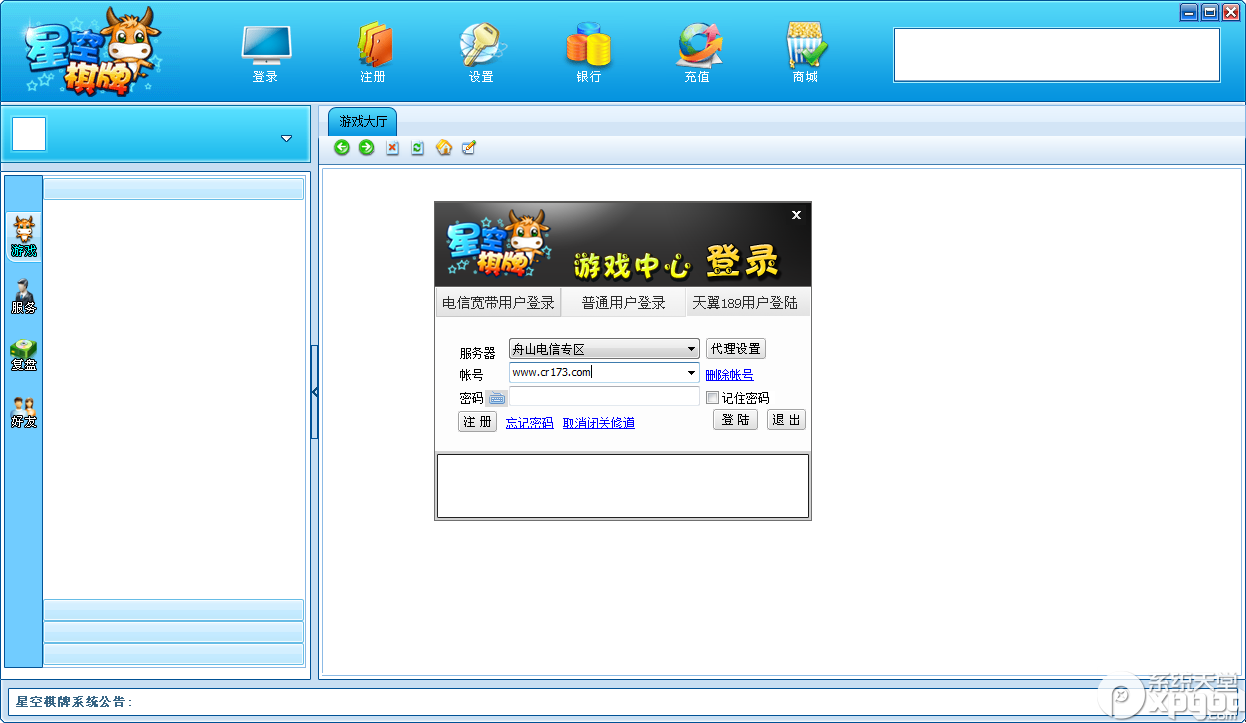 星空棋牌
登录 注册 设置 银行 充值 商城
游戏大厅
游戏
服务
复盘
好友
星空棋牌
游戏中心 登录
x
电信宽带用户登录 普通用户登录 天翼189用户登陆
服务器 舟山电信专区 代理设置
帐号 www.cr173.com 删除帐号
密码 记住密码
注 册 忘记密码 取消闭关修道 登 陆 退 出
星空棋牌系统公告：
系统天堂
xpgod
.com